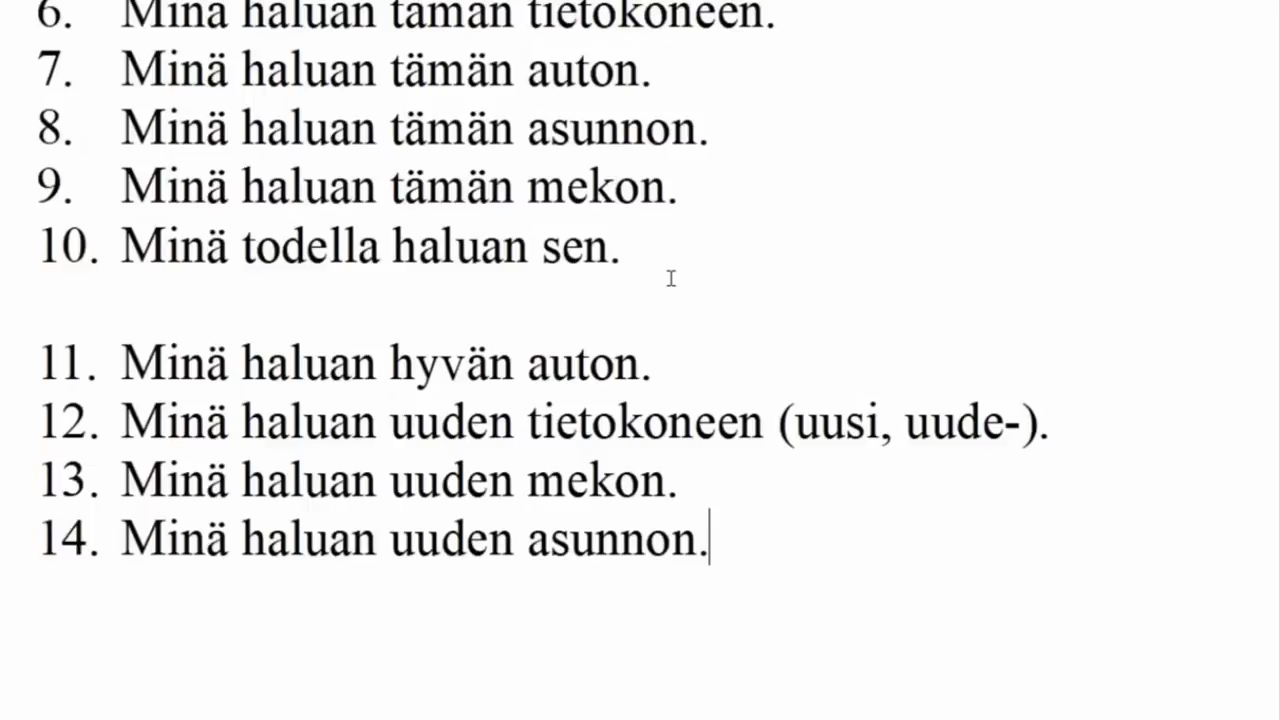 6. Minä haluan tämän tietokoneen.
7. Minä haluan tämän auton.
8. Minä haluan tämän asunnon.
9. Minä haluan tämän mekon.
10. Minä todella haluan sen.
11. Minä haluan hyvän auton.
12. Minä haluan uuden tietokoneen (uusi, uude-).
13. Minä haluan uuden mekon.
14. Minä haluan uuden asunnon.